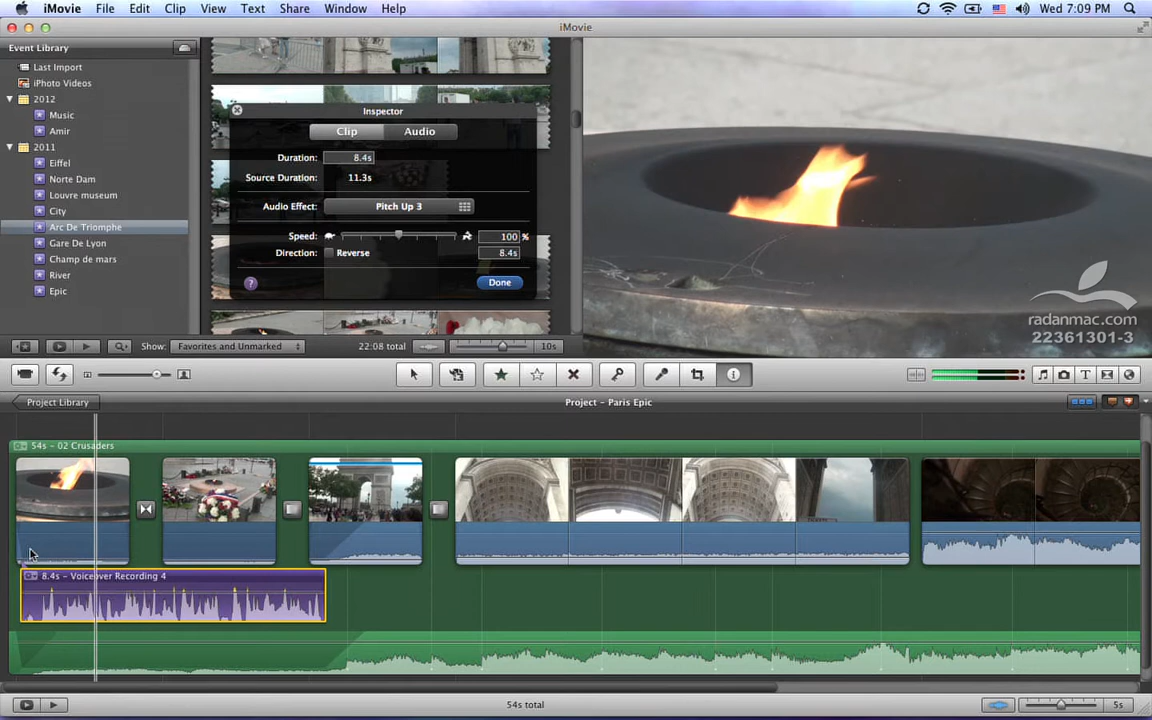 iMovie File Edit Clip View Text Share Window Help Wed 7:09 PM
iMovie
Event Library
Last Import
iPhoto Videos
2012
Music
Amir
2011
Eiffel
Norte Dam
Louvre museum
City
Arc De Triomphe
Gare De Lyon
Champ de mars
River
Epic
Inspector
Clip Audio
Duration: 8.4s
Source Duration: 11.3s
Audio Effect: Pitch Up 3
Speed: 100 %
Direction: Reverse 8.4s
? Done
radanmac.com
22361301-3
Show: Favorites and Unmarked 22:08 total 10s
Project Library Project - Paris Epic
54s - 02 Crusaders
8.4s - Voiceover Recording 4
54s total 5s